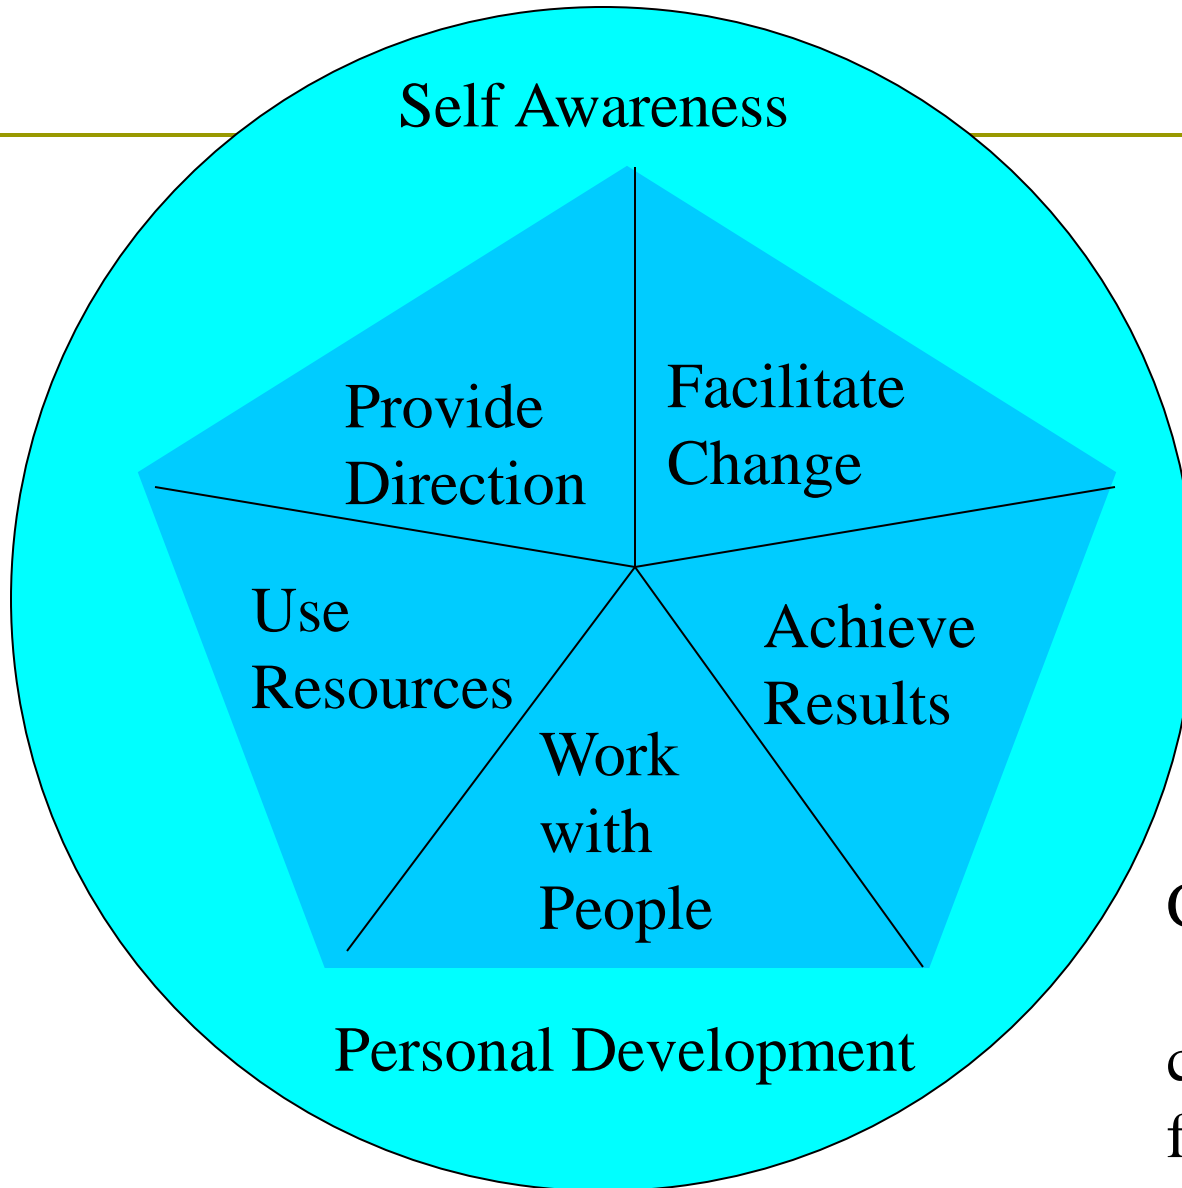 Self Awareness
Provide
Direction
Facilitate
Change
Use
Resources
Achieve
Results
Work
with
People
Personal Development